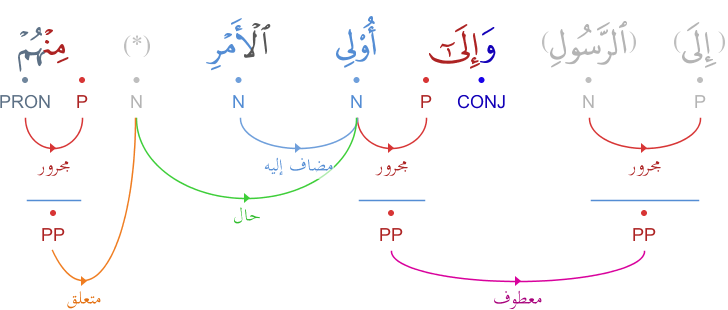 (إِلَى) (ٱلرَّسُولِ) وَإِلَىٰٓ أُو۟لِى ٱلْأَمْرِ (*) مِنْهُمْ
P N CONJ P N N N P PRON
مجرور مجرور مضاف إليه مجرور
حال
PP PP PP
معطوف متعلق